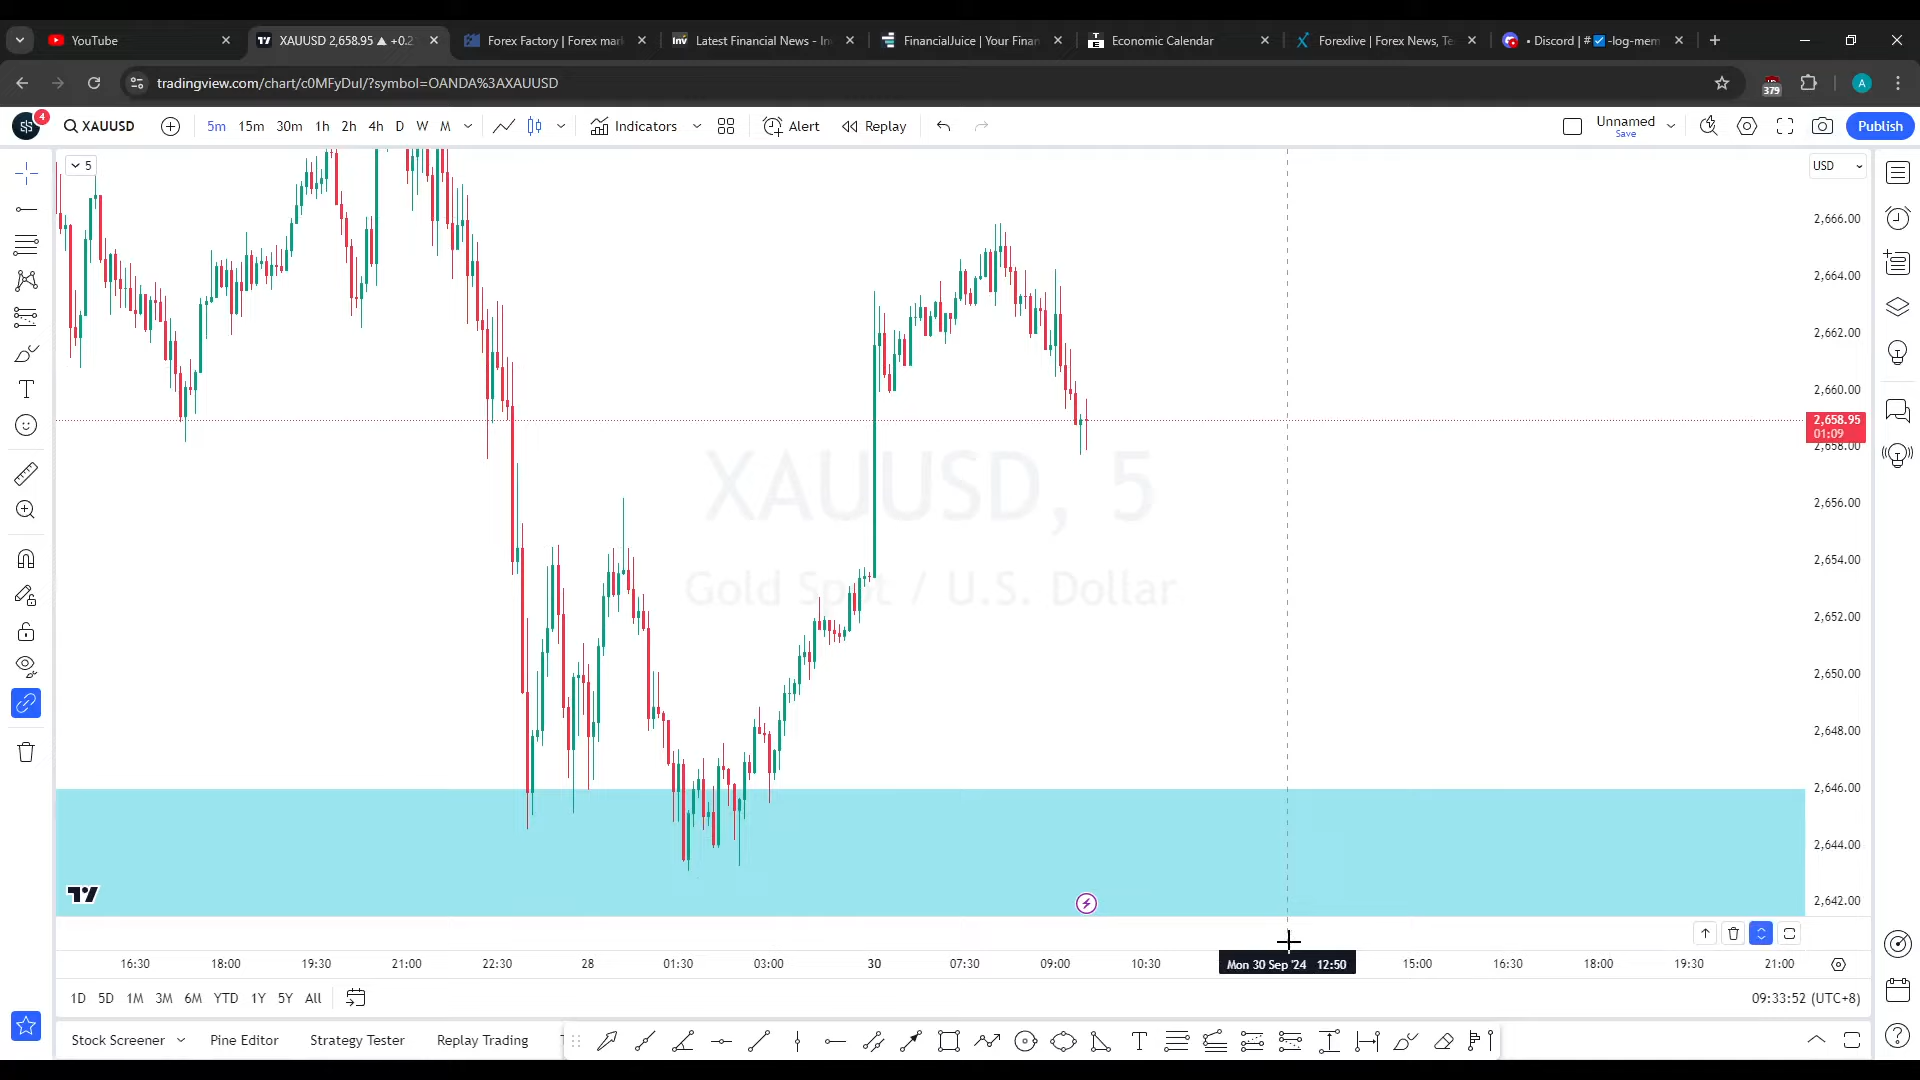 YouTube
XAUUSD 2,658.95 ▲ +0.2
Forex Factory | Forex mar
Latest Financial News - In
FinancialJuice | Your Finan
Economic Calendar
Forexlive | Forex News, Te
• Discord | #✅-log-mem
tradingview.com/chart/c0MFyDuI/?symbol=OANDA%3AXAUUSD
379
A
4
XAUUSD
5m 15m 30m 1h 2h 4h D W M
Indicators
Alert
Replay
Unnamed
Save
Publish
5
USD
2,666.00
2,664.00
2,662.00
2,660.00
2,658.95
01:09
2,658.00
2,656.00
2,654.00
2,652.00
2,650.00
2,648.00
2,646.00
2,644.00
2,642.00
XAUUSD, 5
Gold Spot / U.S. Dollar
16:30 18:00 19:30 21:00 22:30 28 01:30 03:00 30 07:30 09:00 10:30 Mon 30 Sep '24 12:50 15:00 16:30 18:00 19:30 21:00
1D 5D 1M 3M 6M YTD 1Y 5Y All
09:33:52 (UTC+8)
Stock Screener
Pine Editor
Strategy Tester
Replay Trading